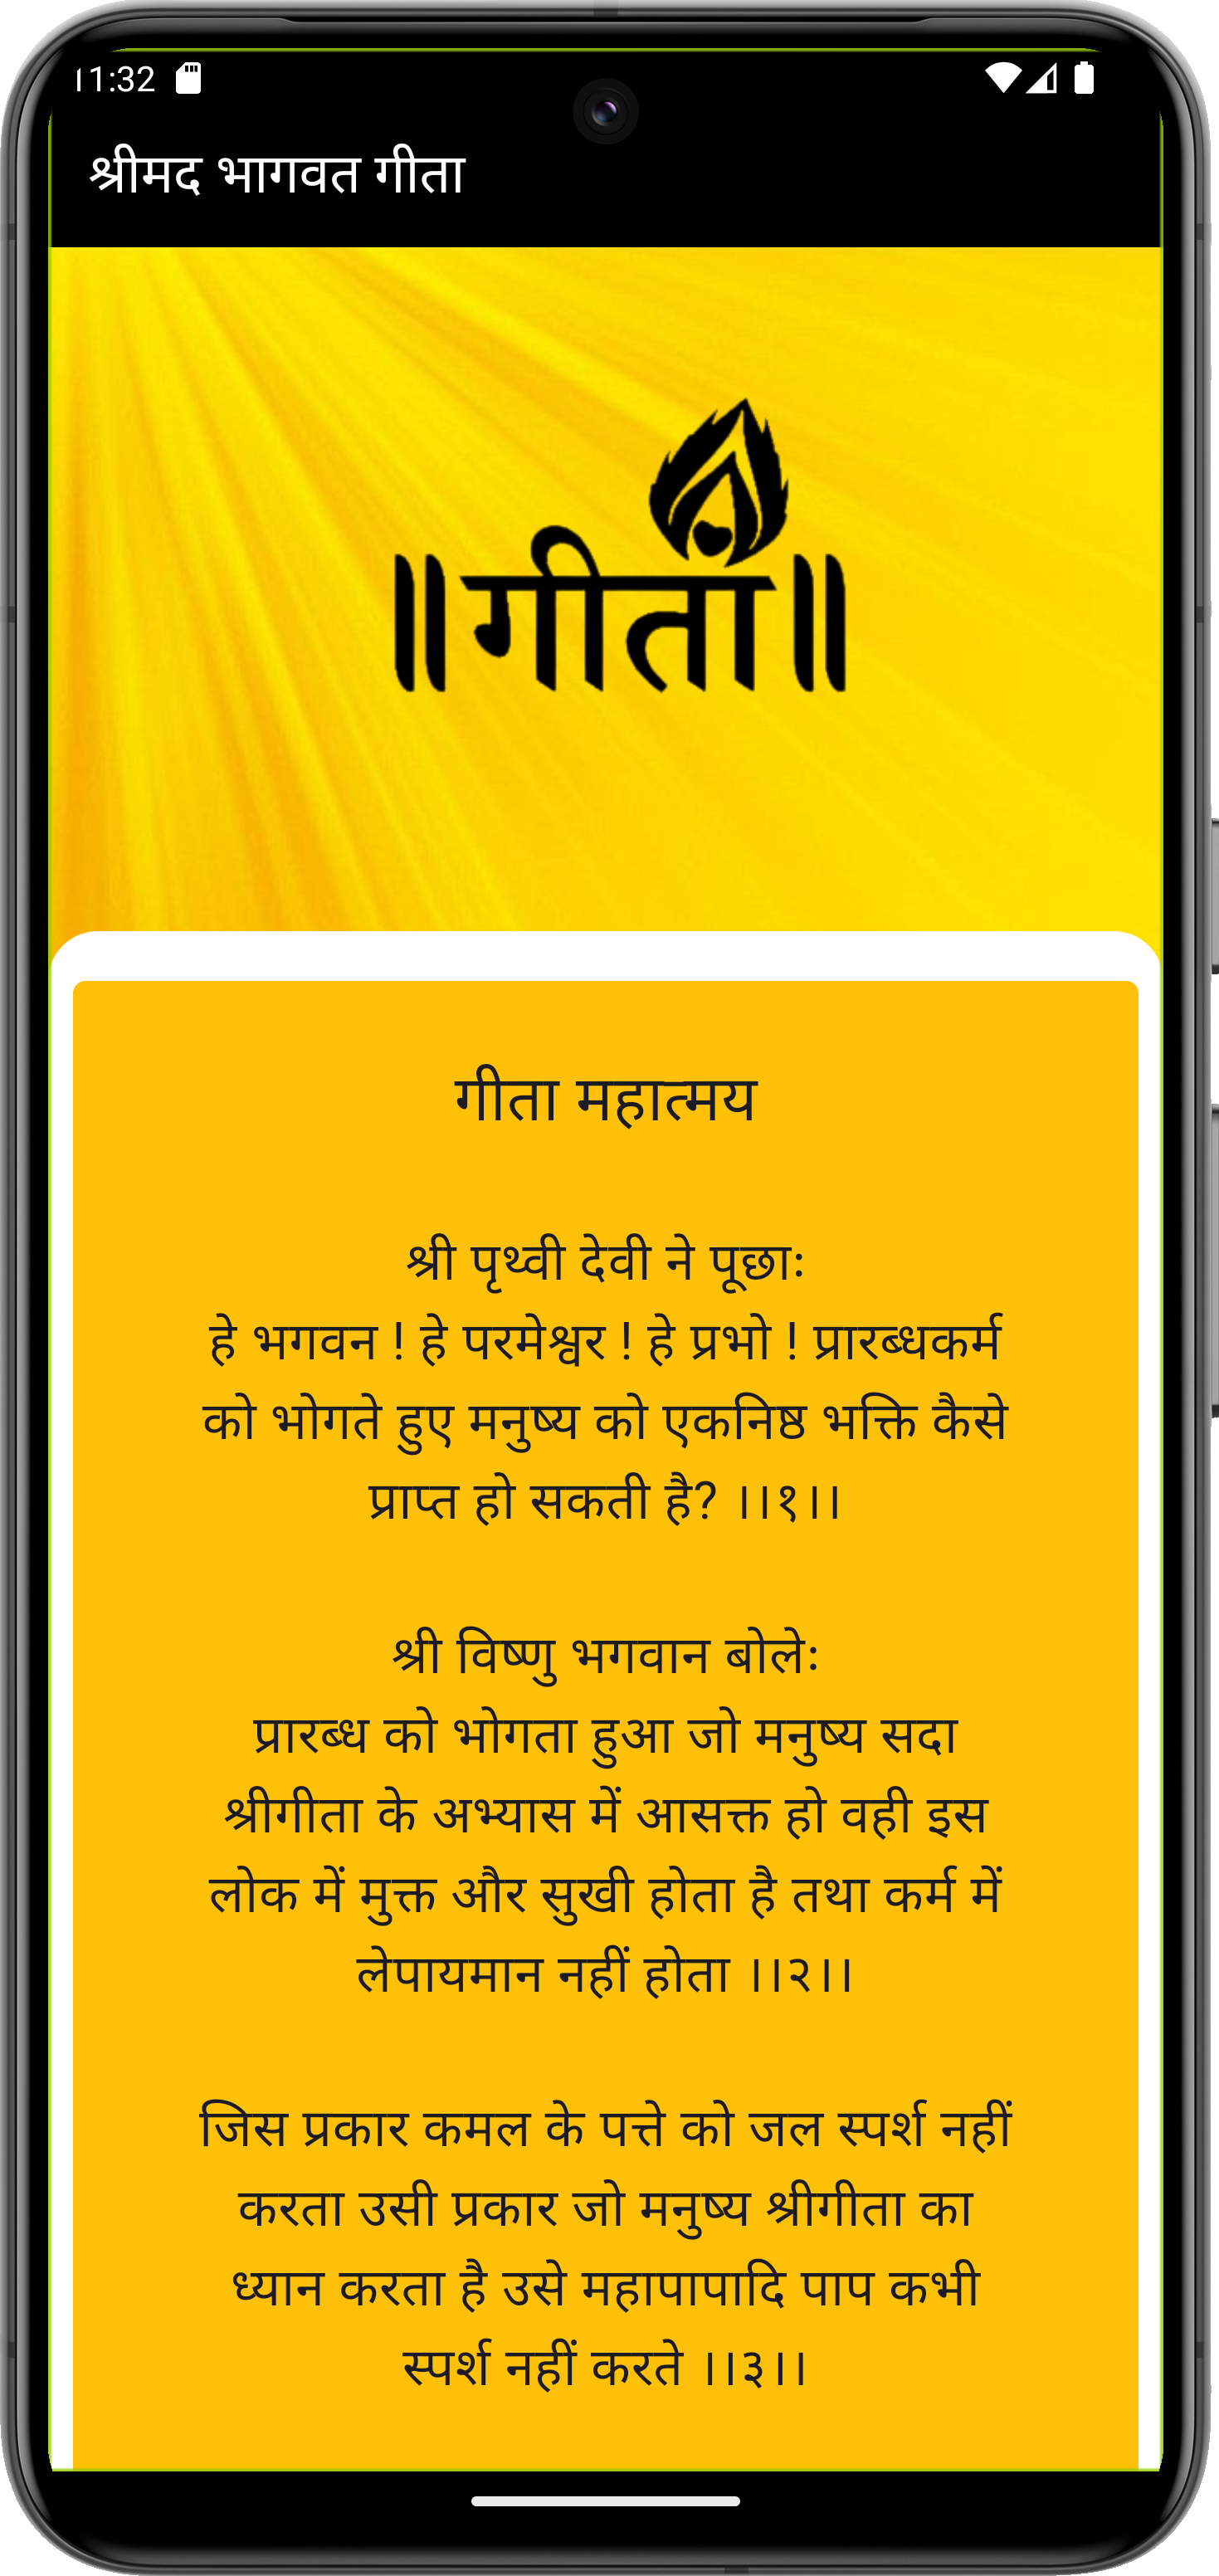 11:32
श्रीमद भागवत गीता
॥गीता॥
गीता महात्मय
श्री पृथ्वी देवी ने पूछाः
हे भगवन ! हे परमेश्वर ! हे प्रभो ! प्रारब्धकर्म
को भोगते हुए मनुष्य को एकनिष्ठ भक्ति कैसे
प्राप्त हो सकती है? ।।१।।
श्री विष्णु भगवान बोलेः
प्रारब्ध को भोगता हुआ जो मनुष्य सदा
श्रीगीता के अभ्यास में आसक्त हो वही इस
लोक में मुक्त और सुखी होता है तथा कर्म में
लेपायमान नहीं होता ।।२।।
जिस प्रकार कमल के पत्ते को जल स्पर्श नहीं
करता उसी प्रकार जो मनुष्य श्रीगीता का
ध्यान करता है उसे महापापादि पाप कभी
स्पर्श नहीं करते ।।३।।